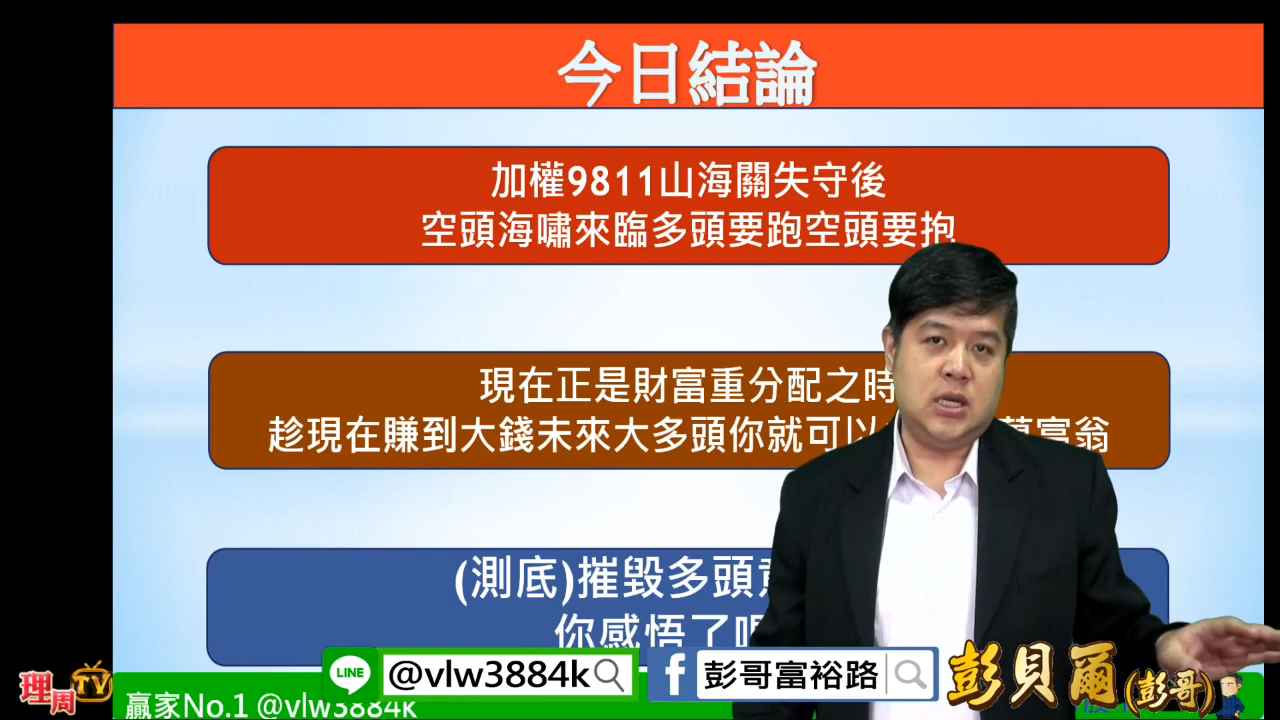 今日結論
加權9811山海關失守後
空頭海嘯來臨多頭要跑空頭要抱
現在正是財富重分配之時
趁現在賺到大錢未來大多頭你就可以
萬富翁
(測底)摧毀多頭
你感悟了
LINE @vlw3884k
f 彭哥富裕路
彭貝爾(彭哥)
理周TV
贏家No.1 @vlw3884k